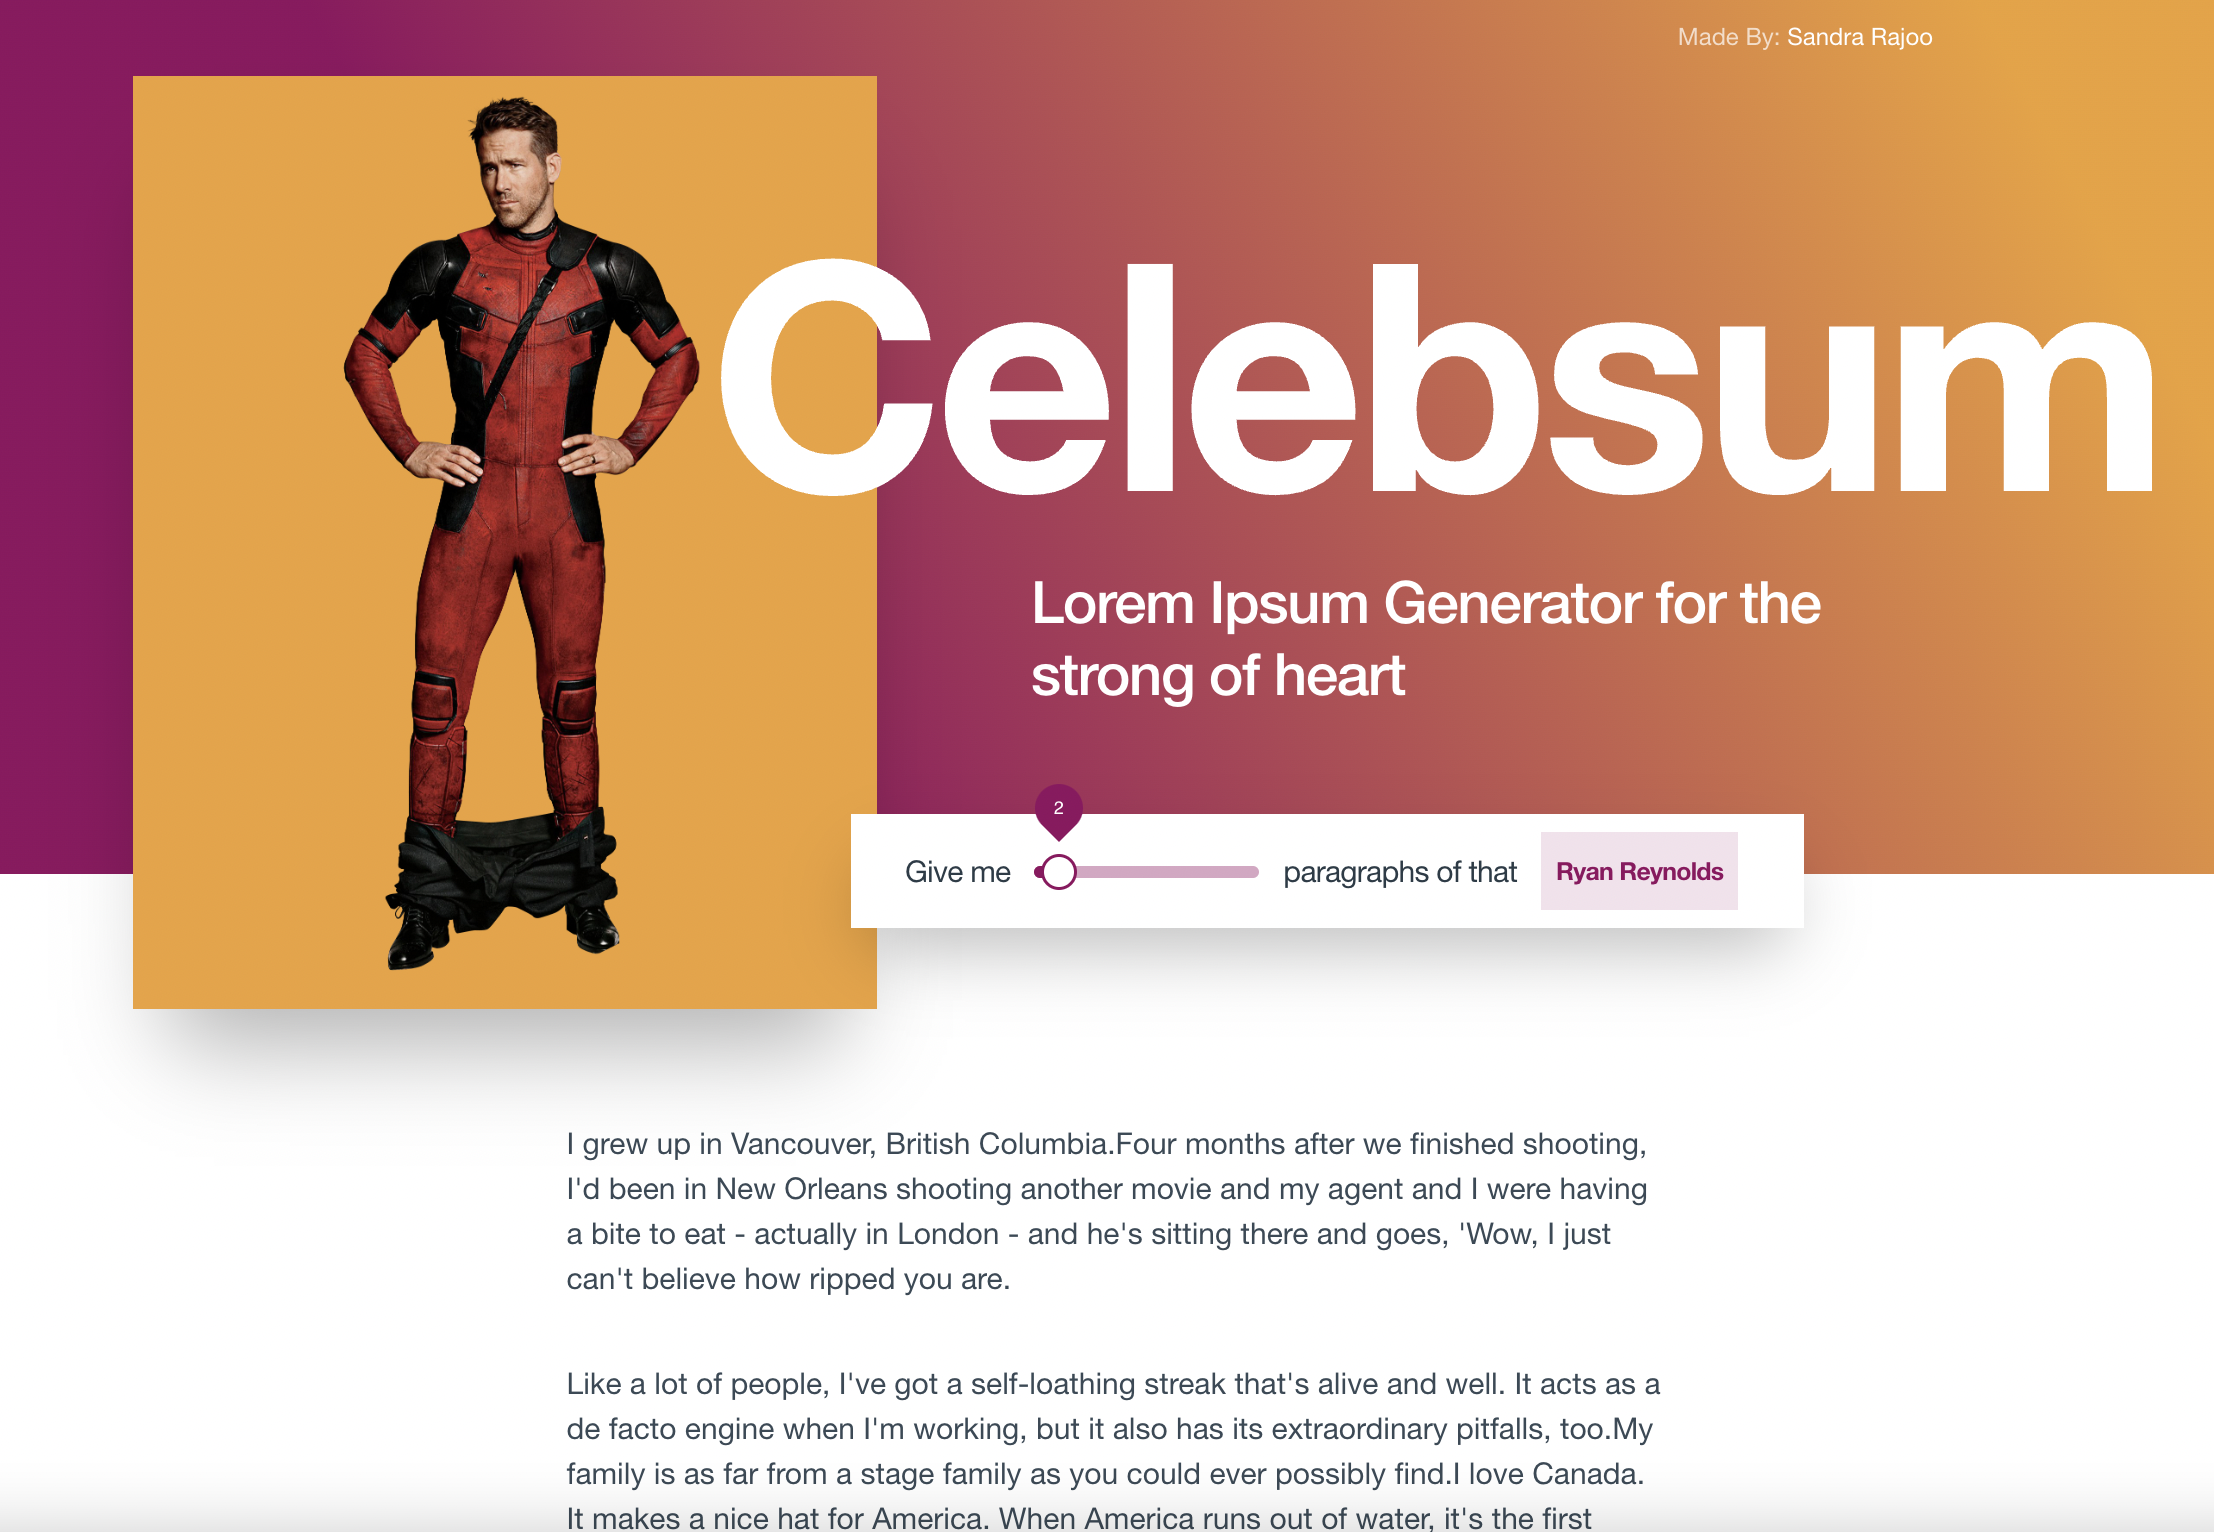 Made By: Sandra Rajoo
Celebsum
Lorem Ipsum Generator for the
strong of heart
2
Give me
paragraphs of that
Ryan Reynolds
I grew up in Vancouver, British Columbia.Four months after we finished shooting,
I'd been in New Orleans shooting another movie and my agent and I were having
a bite to eat - actually in London - and he's sitting there and goes, 'Wow, I just
can't believe how ripped you are.
Like a lot of people, I've got a self-loathing streak that's alive and well. It acts as a
de facto engine when I'm working, but it also has its extraordinary pitfalls, too.My
family is as far from a stage family as you could ever possibly find.I love Canada.
It makes a nice hat for America. When America runs out of water, it's the first